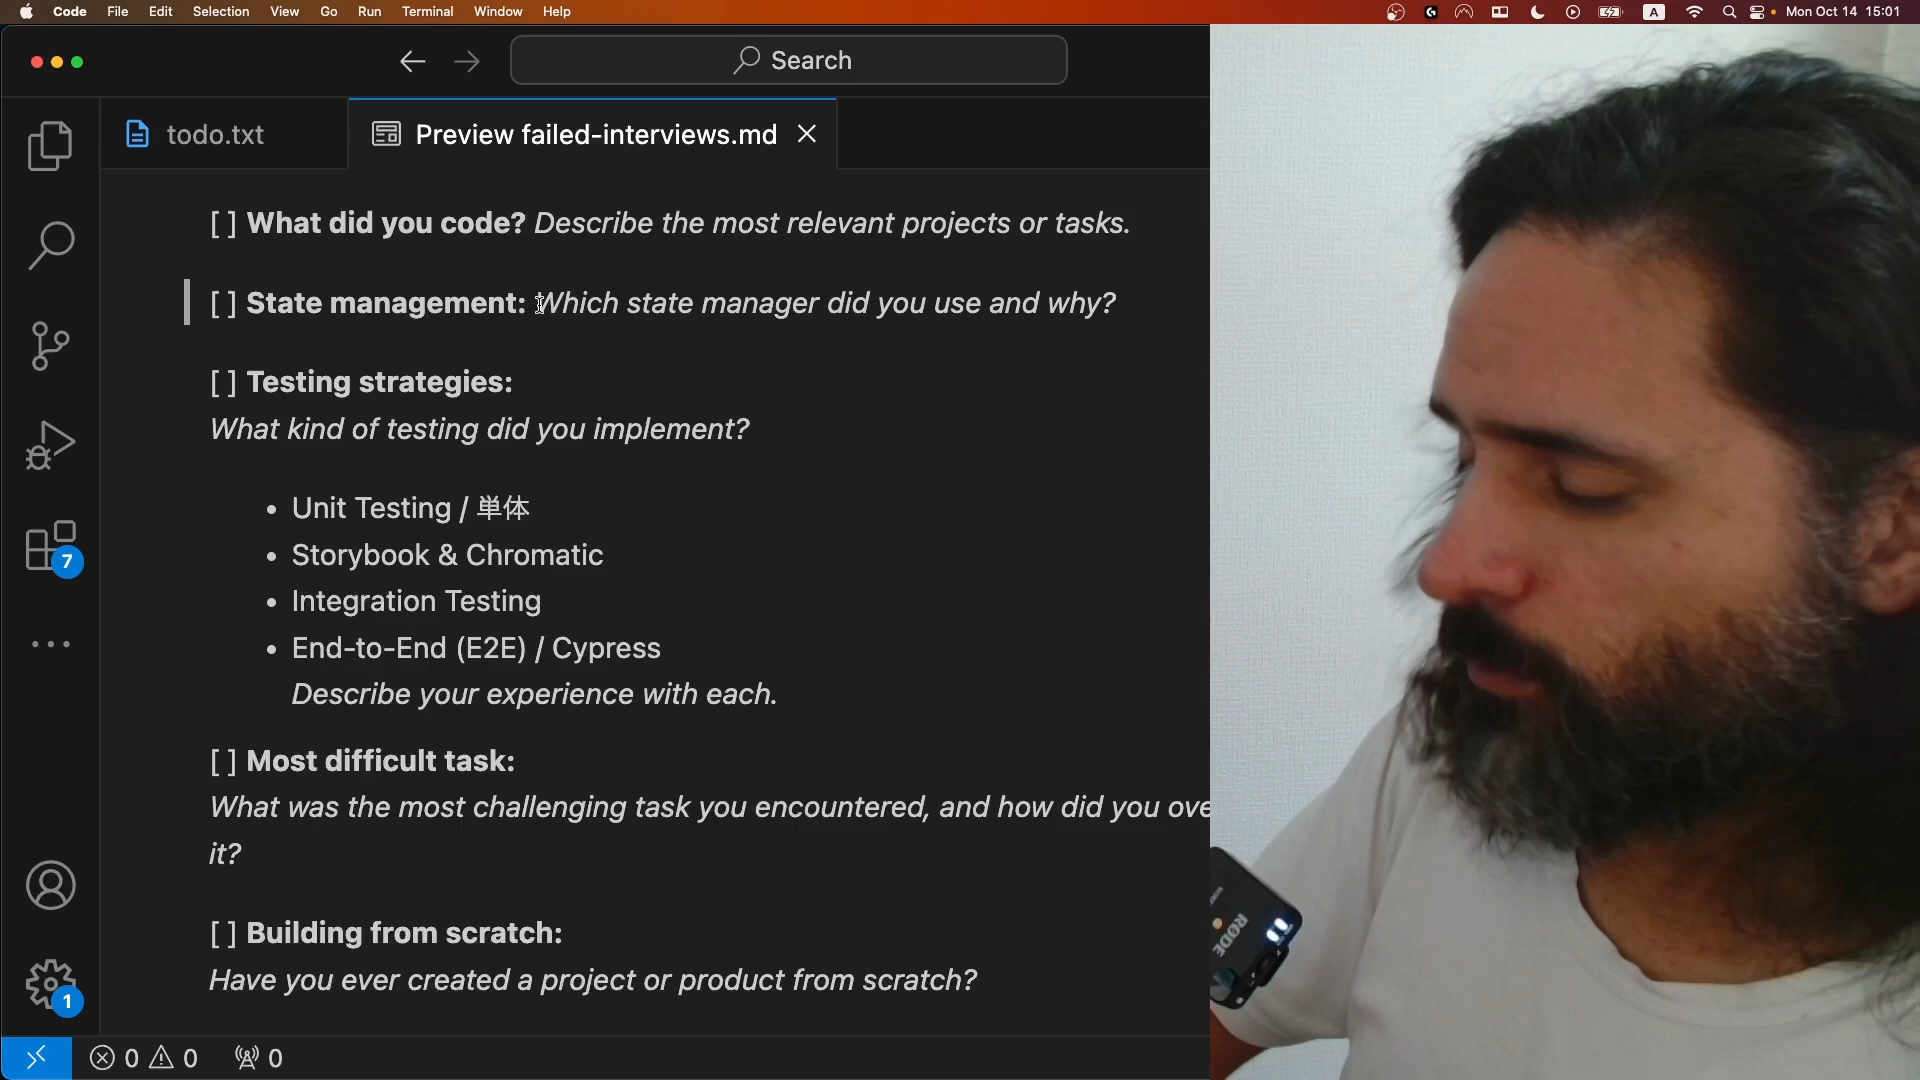 Code File Edit Selection View Go Run Terminal Window Help A Mon Oct 14 15:01
Search
todo.txt Preview failed-interviews.md
[ ] What did you code? Describe the most relevant projects or tasks.
[ ] State management: Which state manager did you use and why?
[ ] Testing strategies:
What kind of testing did you implement?
• Unit Testing / 単体
• Storybook & Chromatic
• Integration Testing
• End-to-End (E2E) / Cypress
Describe your experience with each.
[ ] Most difficult task:
What was the most challenging task you encountered, and how did you ove
it?
[ ] Building from scratch:
Have you ever created a project or product from scratch?
7
1
0 0 0
RØDE